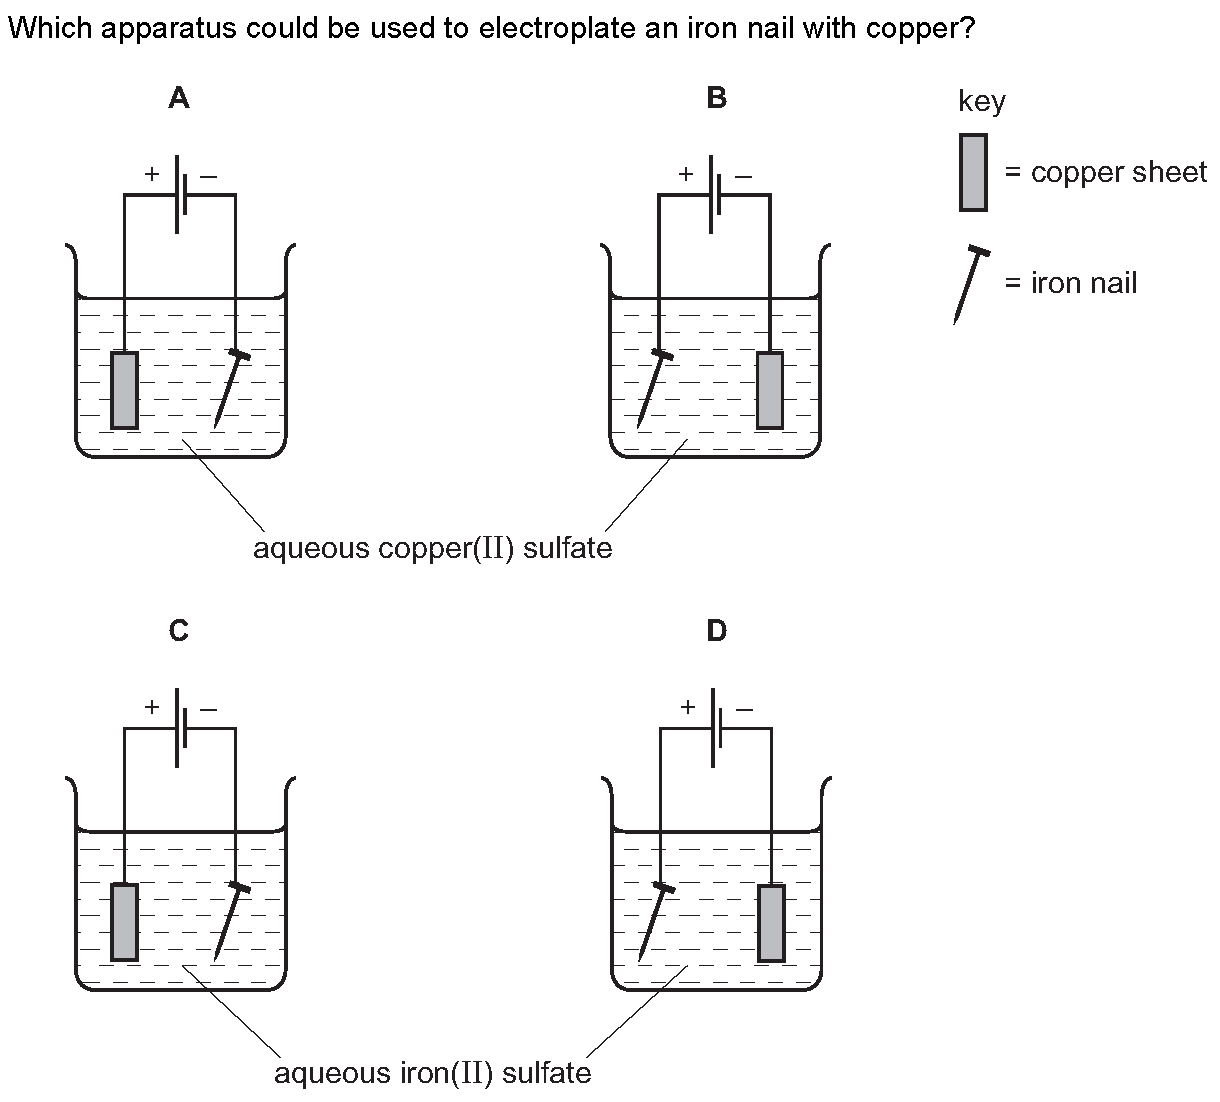 Which apparatus could be used to electroplate an iron nail with copper?
A
B
key
+ –
+ –
= copper sheet
= iron nail
aqueous copper(II) sulfate
C
D
+ –
+ –
aqueous iron(II) sulfate